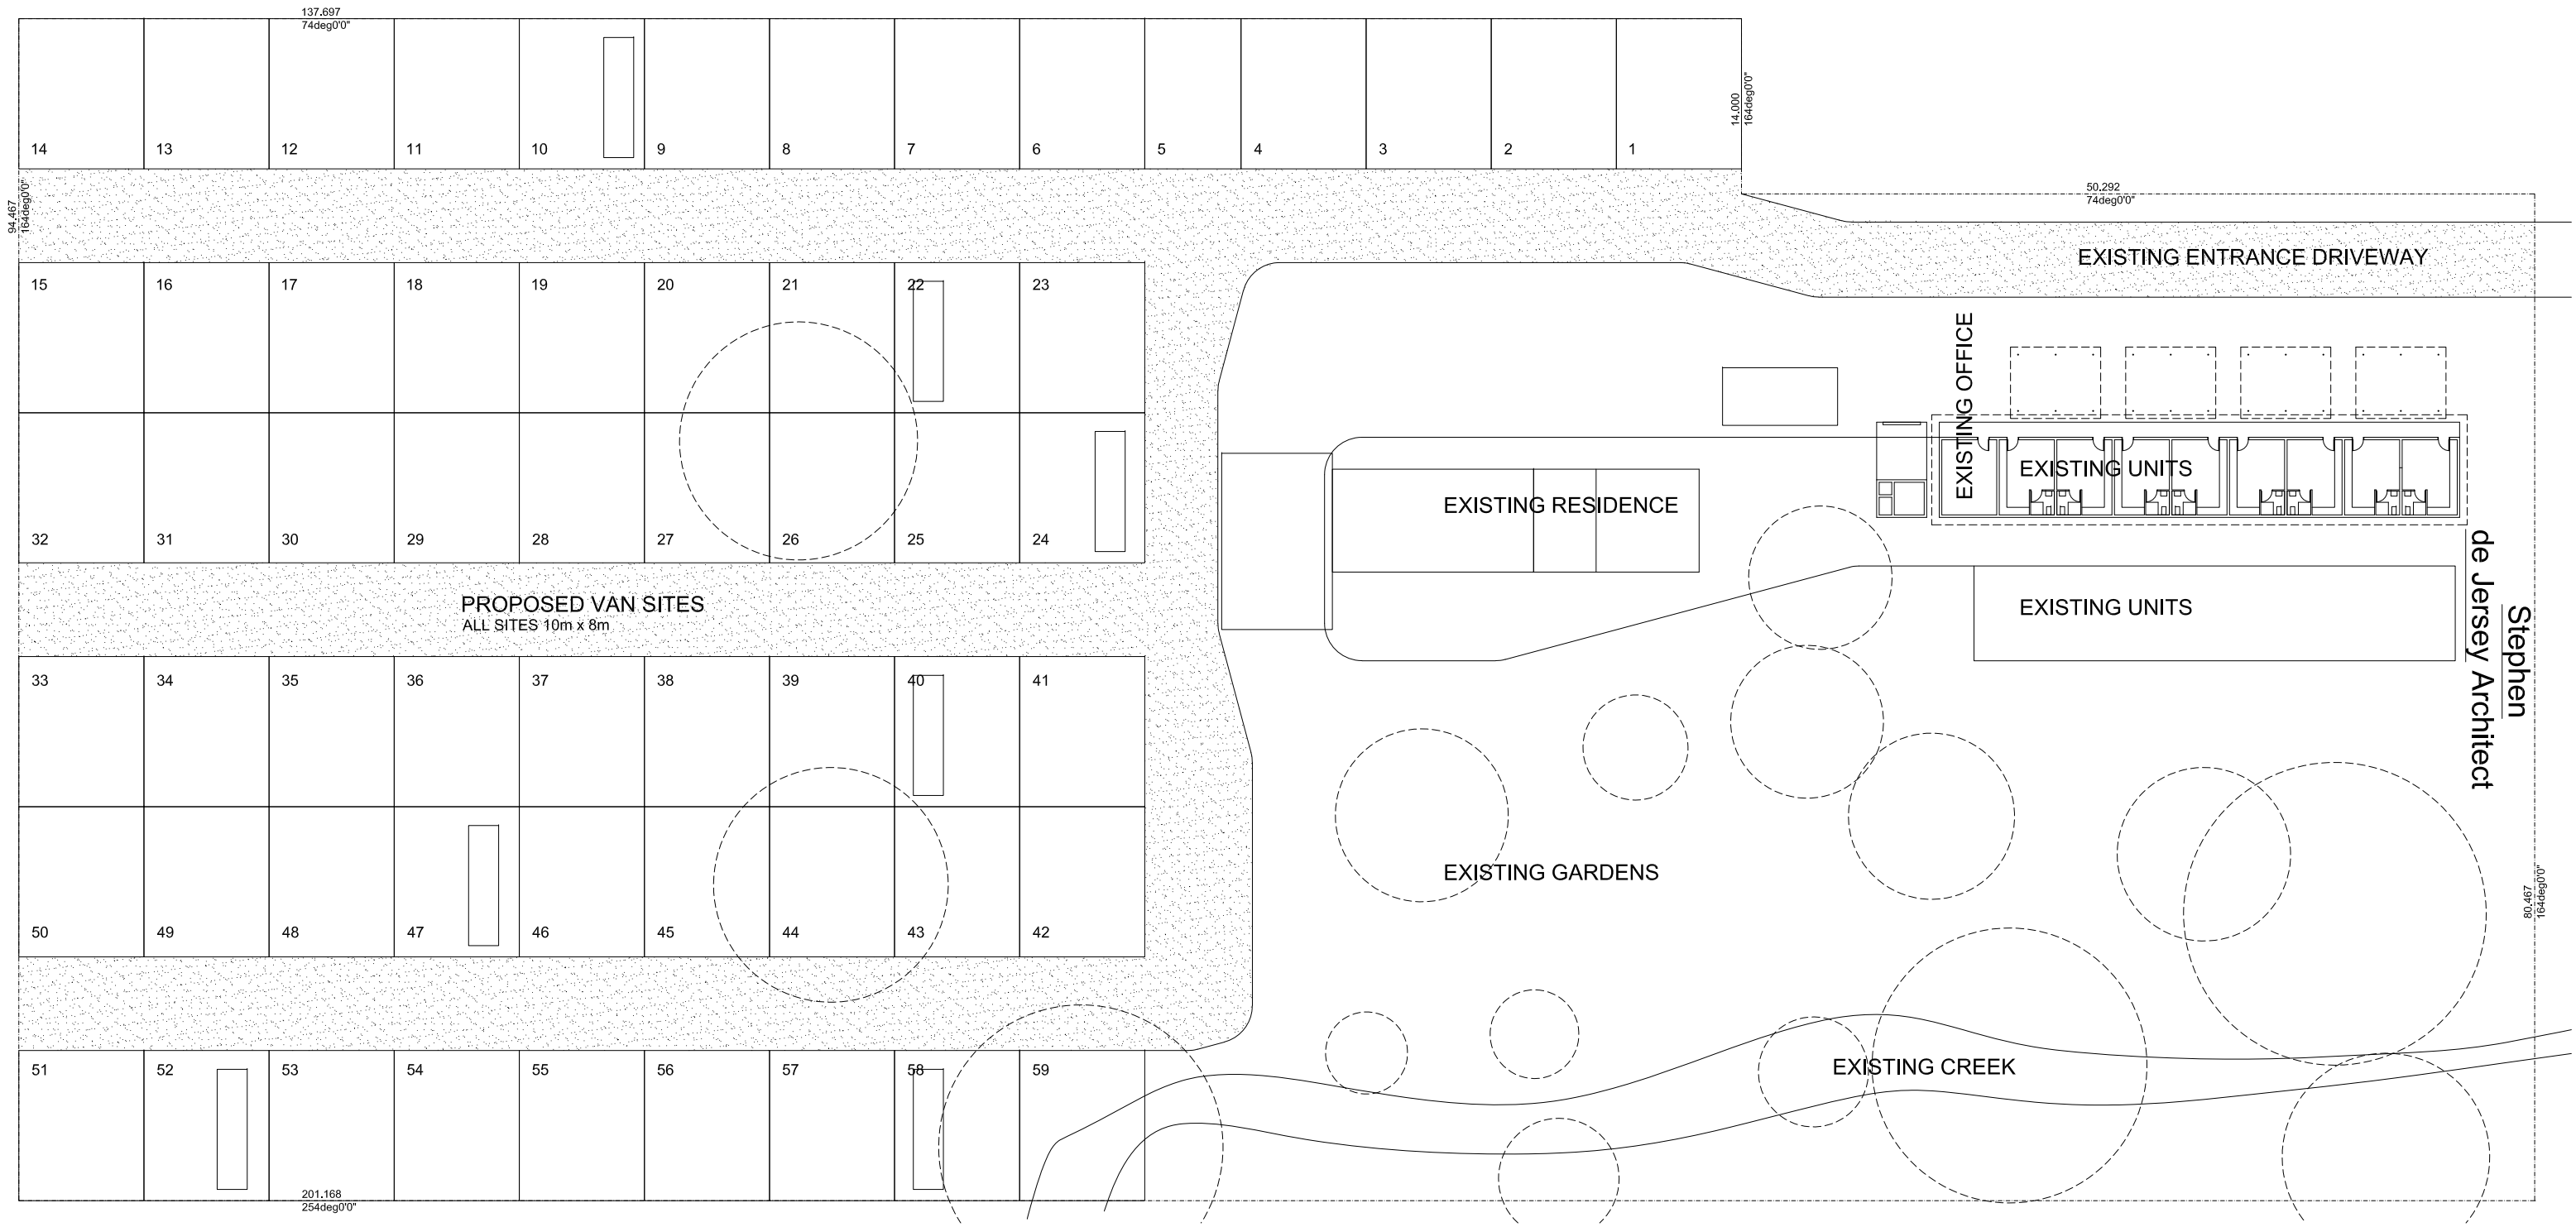 137.697
74deg0'0"
14 13 12 11 10 9 8 7 6 5 4 3 2 1
14.000
164deg0'0"
94.467
164deg0'0"
50.292
74deg0'0"
EXISTING ENTRANCE DRIVEWAY
15 16 17 18 19 20 21 22 23
EXISTING OFFICE
EXISTING UNITS
EXISTING RESIDENCE
32 31 30 29 28 27 26 25 24
PROPOSED VAN SITES
ALL SITES 10m x 8m
EXISTING UNITS
Stephen
de Jersey Architect
33 34 35 36 37 38 39 40 41
EXISTING GARDENS
80.467
164deg0'0"
50 49 48 47 46 45 44 43 42
EXISTING CREEK
51 52 53 54 55 56 57 58 59
201.168
254deg0'0"